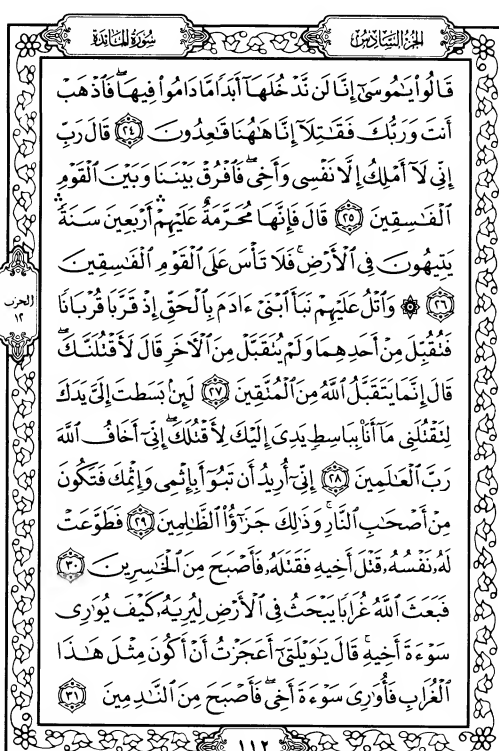 الجزء السادس
سورة المائدة
قَالُوا۟ يَٰمُوسَىٰٓ إِنَّا لَن نَّدْخُلَهَآ أَبَدًا مَّا دَامُوا۟ فِيهَا ۖ فَٱذْهَبْ
أَنتَ وَرَبُّكَ فَقَٰتِلَآ إِنَّا هَٰهُنَا قَٰعِدُونَ ٢٤ قَالَ رَبِّ
إِنِّى لَآ أَمْلِكُ إِلَّا نَفْسِى وَأَخِى ۖ فَٱفْرُقْ بَيْنَنَا وَبَيْنَ ٱلْقَوْمِ
ٱلْفَٰسِقِينَ ٢٥ قَالَ فَإِنَّهَا مُحَرَّمَةٌ ۛ عَلَيْهِمْ ۛ أَرْبَعِينَ سَنَةً ۛ
يَتِيهُونَ فِى ٱلْأَرْضِ ۚ فَلَا تَأْسَ عَلَى ٱلْقَوْمِ ٱلْفَٰسِقِينَ
٢٦ ۞ وَٱتْلُ عَلَيْهِمْ نَبَأَ ٱبْنَىْ ءَادَمَ بِٱلْحَقِّ إِذْ قَرَّبَا قُرْبَانًا
فَتُقُبِّلَ مِنْ أَحَدِهِمَا وَلَمْ يُتَقَبَّلْ مِنَ ٱلْءَاخَرِ قَالَ لَأَقْتُلَنَّكَ ۖ
قَالَ إِنَّمَا يَتَقَبَّلُ ٱللَّهُ مِنَ ٱلْمُتَّقِينَ ٢٧ لَئِنۢ بَسَطتَ إِلَىَّ يَدَكَ
لِتَقْتُلَنِى مَآ أَنَا۠ بِبَاسِطٍ يَدِىَ إِلَيْكَ لِأَقْتُلَكَ ۖ إِنِّىٓ أَخَافُ ٱللَّهَ
رَبَّ ٱلْعَٰلَمِينَ ٢٨ إِنِّىٓ أُرِيدُ أَن تَبُوٓأَ بِإِثْمِى وَإِثْمِكَ فَتَكُونَ
مِنْ أَصْحَٰبِ ٱلنَّارِ ۚ وَذَٰلِكَ جَزَٰٓؤُا۟ ٱلظَّٰلِمِينَ ٢٩ فَطَوَّعَتْ
لَهُۥ نَفْسُهُۥ قَتْلَ أَخِيهِ فَقَتَلَهُۥ فَأَصْبَحَ مِنَ ٱلْخَٰسِرِينَ ٣٠
فَبَعَثَ ٱللَّهُ غُرَابًا يَبْحَثُ فِى ٱلْأَرْضِ لِيُرِيَهُۥ كَيْفَ يُوَٰرِى
سَوْءَةَ أَخِيهِ ۚ قَالَ يَٰوَيْلَتَىٰٓ أَعَجَزْتُ أَنْ أَكُونَ مِثْلَ هَٰذَا
ٱلْغُرَابِ فَأُوَٰرِىَ سَوْءَةَ أَخِى ۖ فَأَصْبَحَ مِنَ ٱلنَّٰدِمِينَ ٣١
الحزب
١٢
١١٢